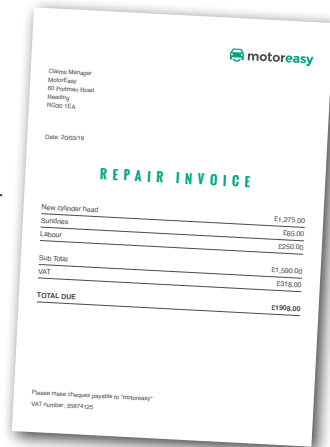 motoreasy
Claims Manager
MotorEasy
60 Portman Road
Reading
RG30 1EA
Date: 20/03/19
REPAIR INVOICE
New cylinder head £1,275.00
Sundries £65.00
Labour £250.00
Sub Total £1,590.00
VAT £318.00
TOTAL DUE £1908.00
Please make cheques payable to "motoreasy"
VAT number: 35874125